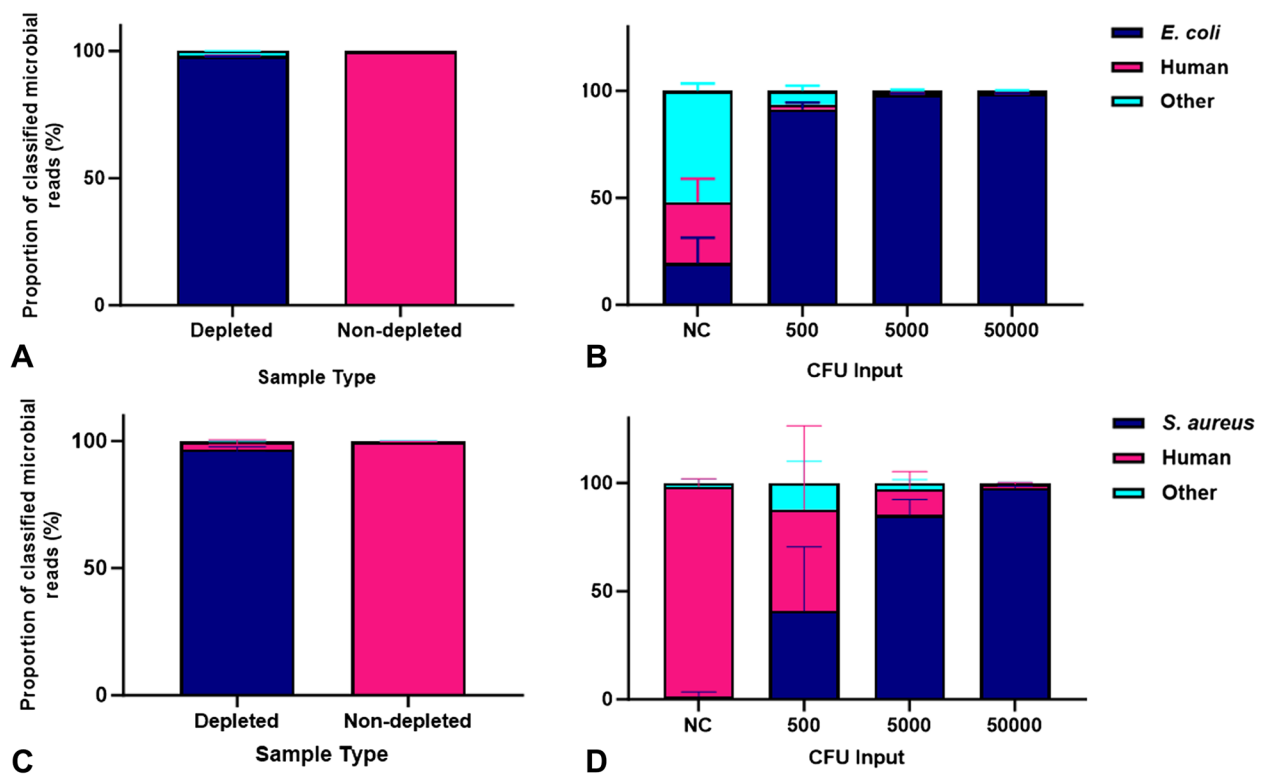 Proportion of classified microbial
reads (%)
100
50
0
Depleted
Non-depleted
Sample Type
A
100
50
0
NC
500
5000
50000
CFU Input
B
E. coli
Human
Other
Proportion of classified microbial
reads (%)
100
50
0
Depleted
Non-depleted
Sample Type
C
100
50
0
NC
500
5000
50000
CFU Input
D
S. aureus
Human
Other